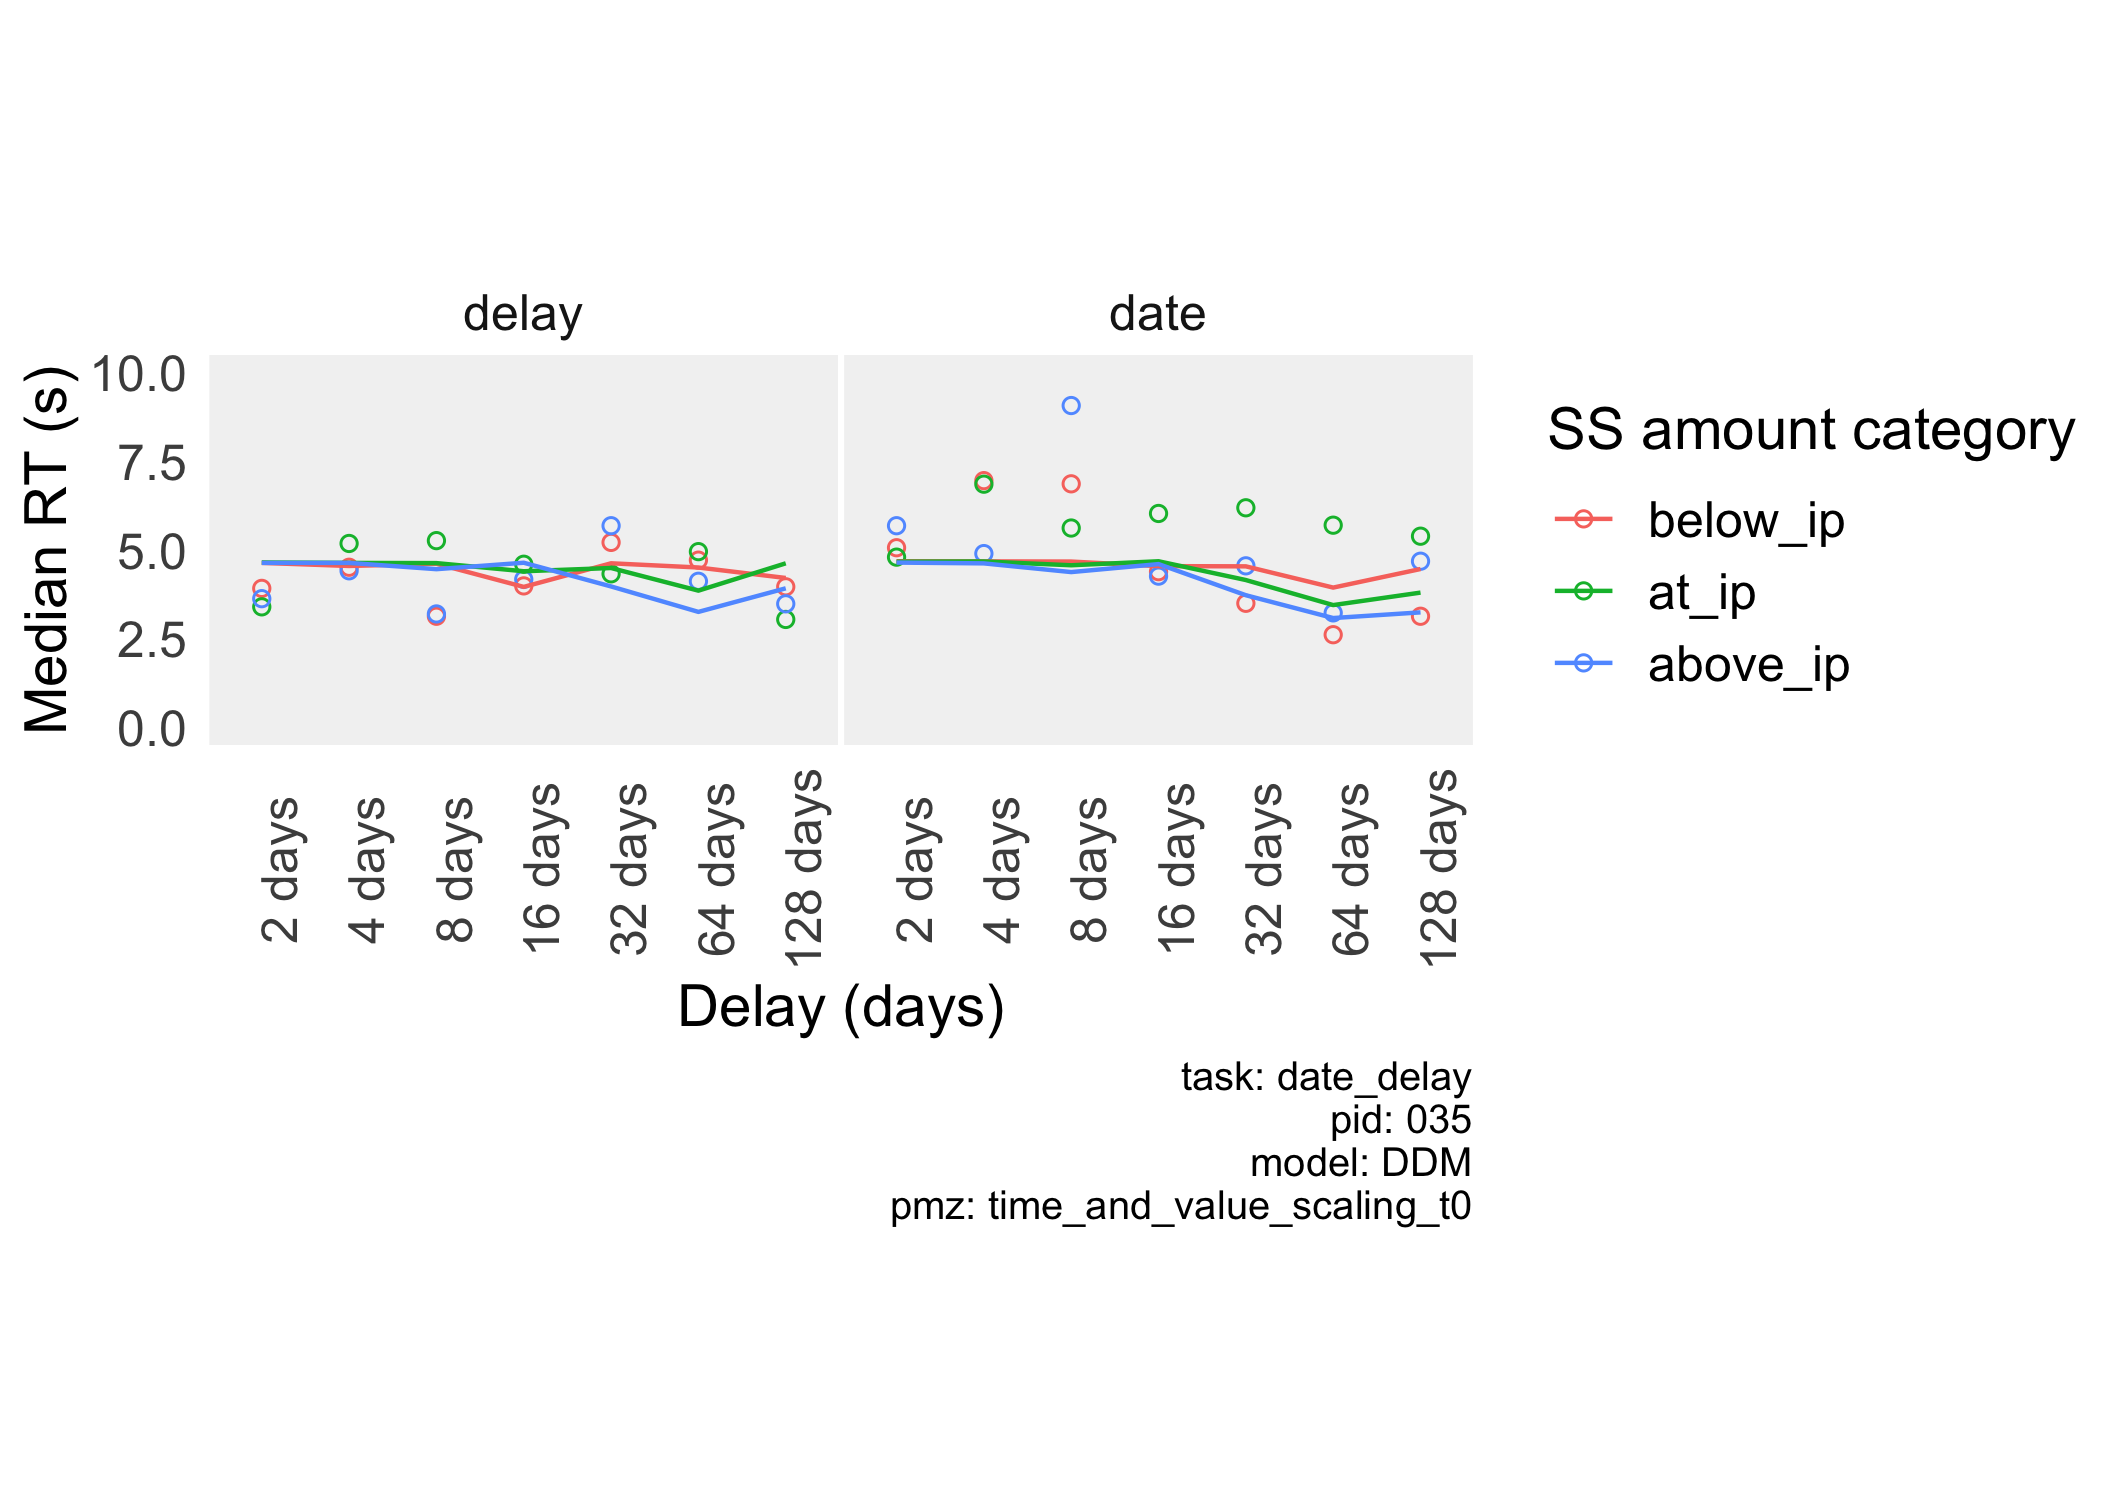 delay
date
Median RT (s)
10.0
7.5
5.0
2.5
0.0
2 days
4 days
8 days
16 days
32 days
64 days
128 days
2 days
4 days
8 days
16 days
32 days
64 days
128 days
Delay (days)
SS amount category
below_ip
at_ip
above_ip
task: date_delay
pid: 035
model: DDM
pmz: time_and_value_scaling_t0